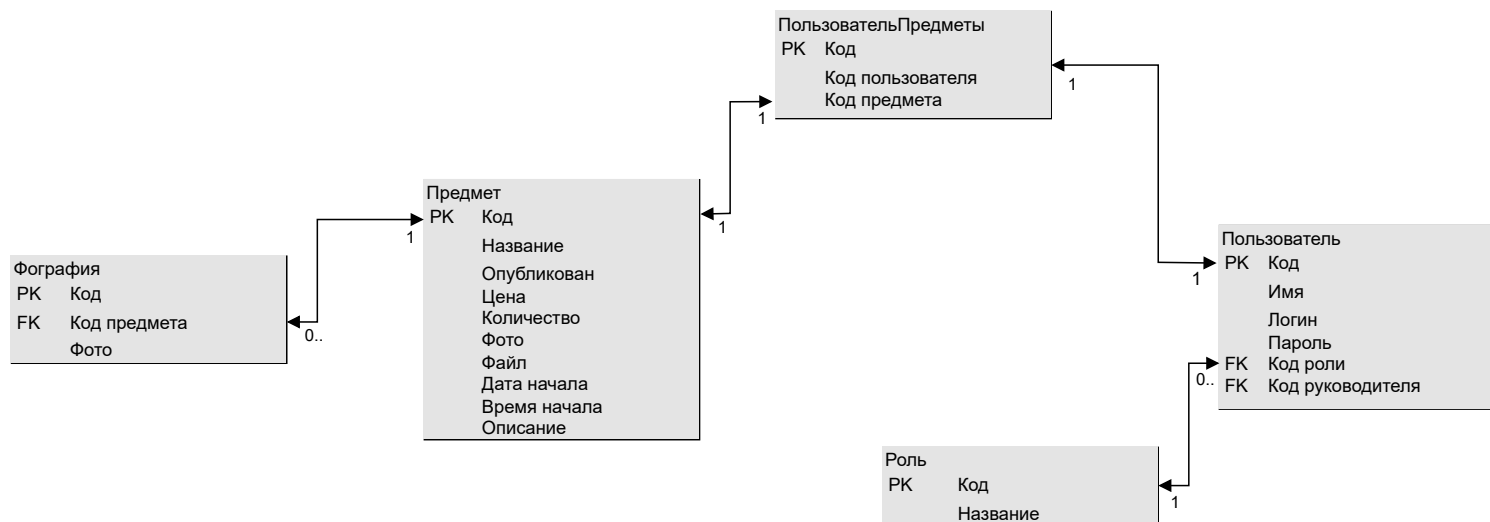 ПользовательПредметы
PK Код
Код пользователя
Код предмета
1
1
Предмет
PK Код
Название
Опубликован
Цена
Количество
Фото
Файл
Дата начала
Время начала
Описание
1
1
Фография
PK Код
FK Код предмета
Фото
0..
Пользователь
PK Код
Имя
Логин
Пароль
FK Код роли
FK Код руководителя
1
0..
Роль
PK Код
Название
1